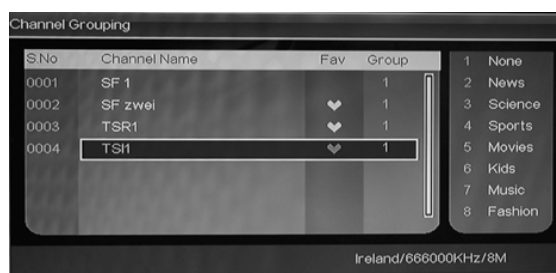 Channel Grouping
S.No Channel Name Fav Group
0001 SF 1 1
0002 SF zwei 1
0003 TSR1 1
0004 TSI1 1
1 None
2 News
3 Science
4 Sports
5 Movies
6 Kids
7 Music
8 Fashion
Ireland/666000KHz/8M